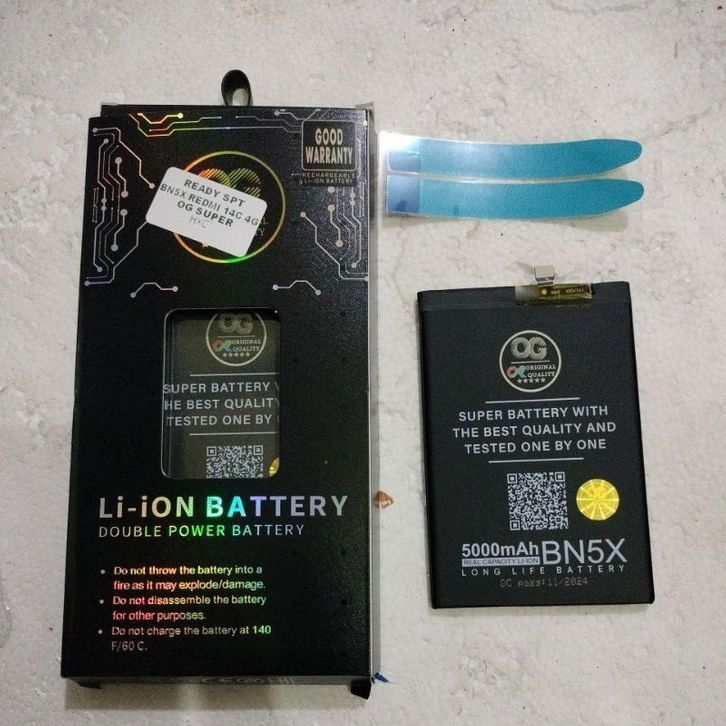 GOOD
WARRANTY
RECHARGEABLE
LI-ION BATTERY
READY SPT
BN5X REDMI 14C 4G
OG SUPER
HXC
OG
ORIGINAL
QUALITY
SUPER BATTERY
HE BEST QUALITY
TESTED ONE BY
Li-iON BATTERY
DOUBLE POWER BATTERY
• Do not throw the battery into a
fire as it may explode/damage.
• Do not disassemble the battery
for other purposes.
• Do not charge the battery at 140
F/60 C.
OG
ORIGINAL
QUALITY
SUPER BATTERY WITH
THE BEST QUALITY AND
TESTED ONE BY ONE
5000mAh BN5X
REAL CAPACITY LI-ION
LONG LIFE BATTERY
QC pass:11/2024